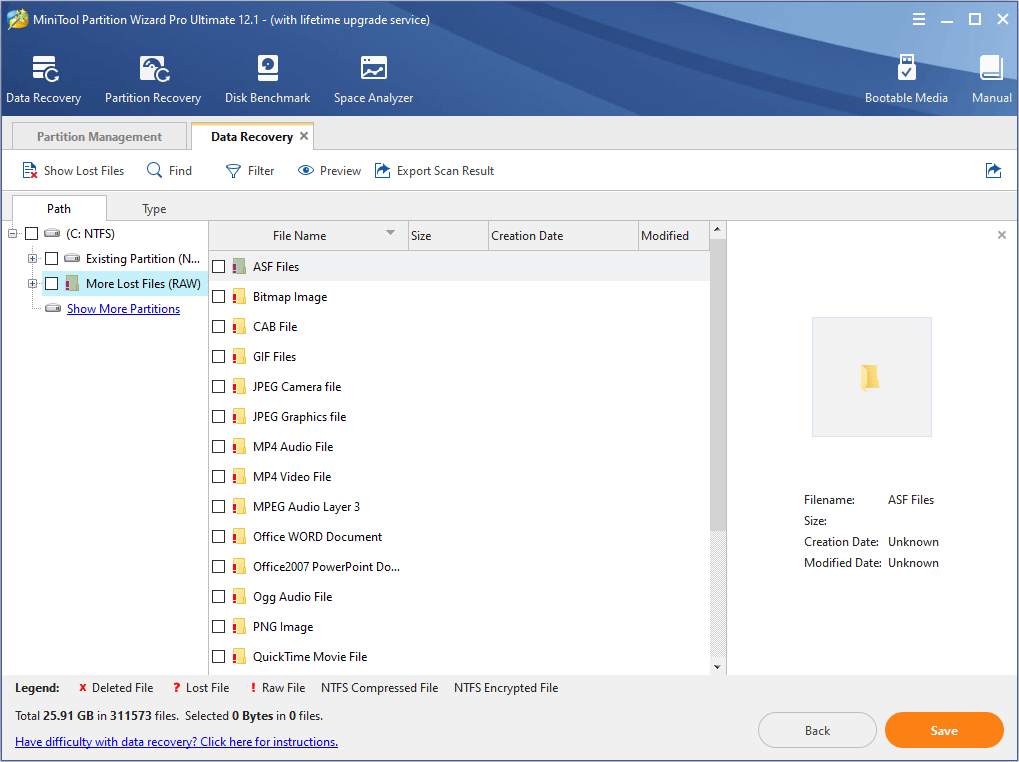 MiniTool Partition Wizard Pro Ultimate 12.1 - (with lifetime upgrade service)
Data Recovery Partition Recovery Disk Benchmark Space Analyzer Bootable Media Manual
Partition Management Data Recovery
Show Lost Files Find Filter Preview Export Scan Result
Path Type
(C: NTFS)
Existing Partition (N...
More Lost Files (RAW)
Show More Partitions
File Name Size Creation Date Modified
ASF Files
Bitmap Image
CAB File
GIF Files
JPEG Camera file
JPEG Graphics file
MP4 Audio File
MP4 Video File
MPEG Audio Layer 3
Office WORD Document
Office2007 PowerPoint Do...
Ogg Audio File
PNG Image
QuickTime Movie File
Filename: ASF Files
Size:
Creation Date: Unknown
Modified Date: Unknown
Legend: x Deleted File ? Lost File ! Raw File NTFS Compressed File NTFS Encrypted File
Total 25.91 GB in 311573 files. Selected 0 Bytes in 0 files.
Have difficulty with data recovery? Click here for instructions.
Back Save